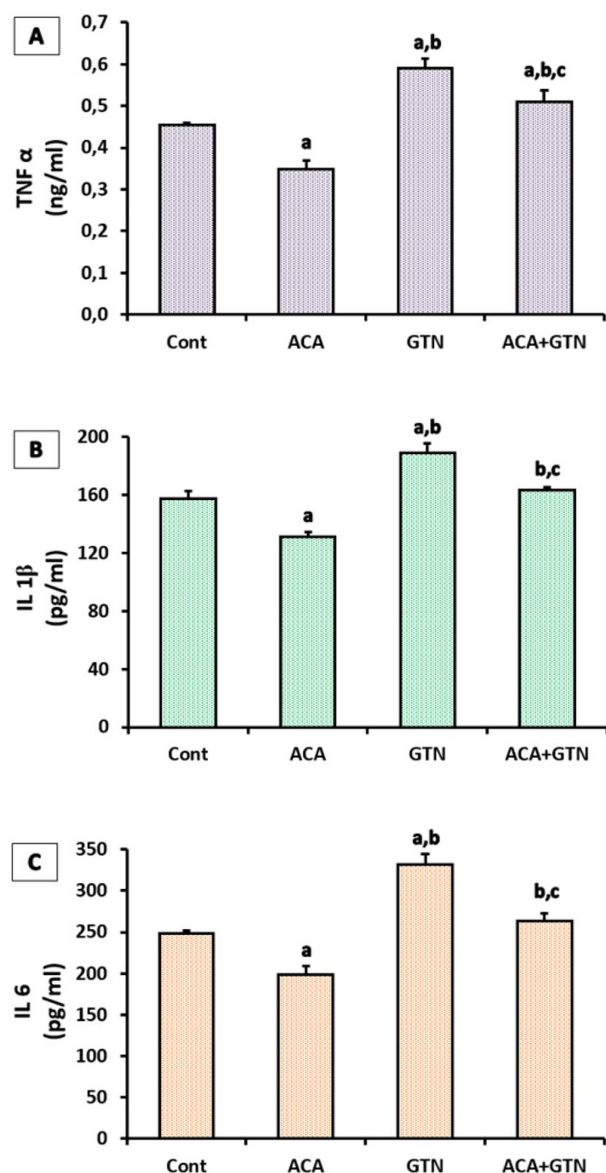 A
TNF α
(ng/ml)
0,7
0,6
0,5
0,4
0,3
0,2
0,1
0,0
a
a,b
a,b,c
Cont ACA GTN ACA+GTN
B
IL 1β
(pg/ml)
200
160
120
80
40
0
a
a,b
b,c
Cont ACA GTN ACA+GTN
C
IL 6
(pg/ml)
350
300
250
200
150
100
50
0
a
a,b
b,c
Cont ACA GTN ACA+GTN